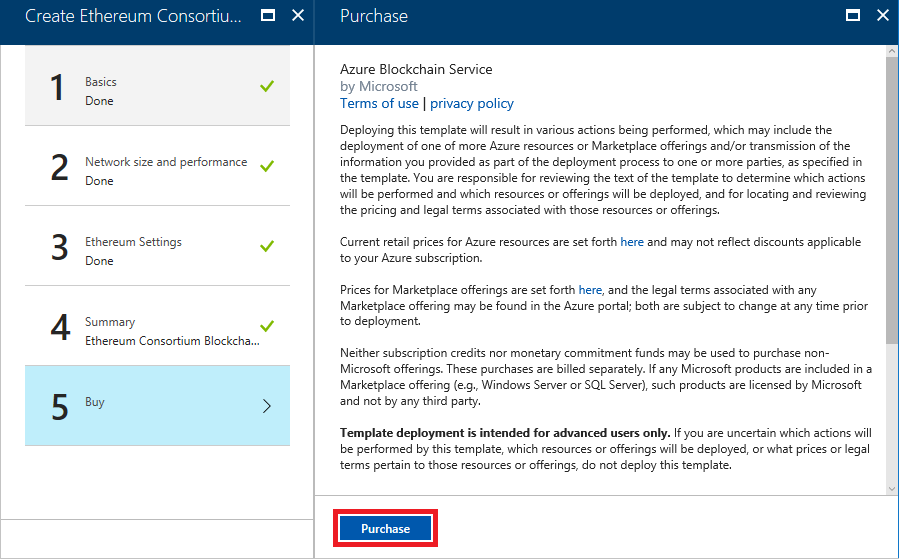 Create Ethereum Consortiu...
1
Basics
Done
2
Network size and performance
Done
3
Ethereum Settings
Done
4
Summary
Ethereum Consortium Blockcha...
5
Buy
Purchase
Azure Blockchain Service
by Microsoft
Terms of use | privacy policy
Deploying this template will result in various actions being performed, which may include the
deployment of one of more Azure resources or Marketplace offerings and/or transmission of the
information you provided as part of the deployment process to one or more parties, as specified in
the template. You are responsible for reviewing the text of the template to determine which actions
will be performed and which resources or offerings will be deployed, and for locating and reviewing
the pricing and legal terms associated with those resources or offerings.
Current retail prices for Azure resources are set forth here and may not reflect discounts applicable
to your Azure subscription.
Prices for Marketplace offerings are set forth here, and the legal terms associated with any
Marketplace offering may be found in the Azure portal; both are subject to change at any time prior
to deployment.
Neither subscription credits nor monetary commitment funds may be used to purchase non-
Microsoft offerings. These purchases are billed separately. If any Microsoft products are included in a
Marketplace offering (e.g., Windows Server or SQL Server), such products are licensed by Microsoft
and not by any third party.
Template deployment is intended for advanced users only. If you are uncertain which actions will
be performed by this template, which resources or offerings will be deployed, or what prices or legal
terms pertain to those resources or offerings, do not deploy this template.
Purchase